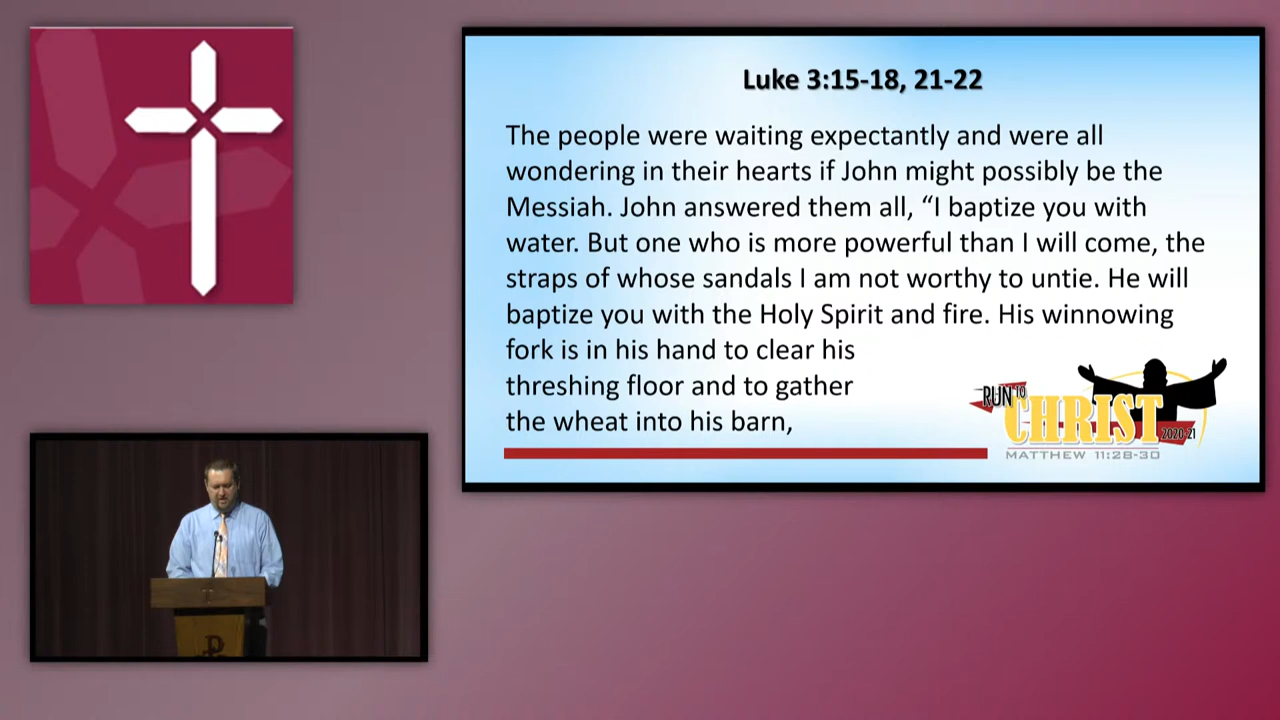 Luke 3:15-18, 21-22
The people were waiting expectantly and were all
wondering in their hearts if John might possibly be the
Messiah. John answered them all, “I baptize you with
water. But one who is more powerful than I will come, the
straps of whose sandals I am not worthy to untie. He will
baptize you with the Holy Spirit and fire. His winnowing
fork is in his hand to clear his
threshing floor and to gather
the wheat into his barn,
RUN TO
CHRIST
2020-21
MATTHEW 11:28-30